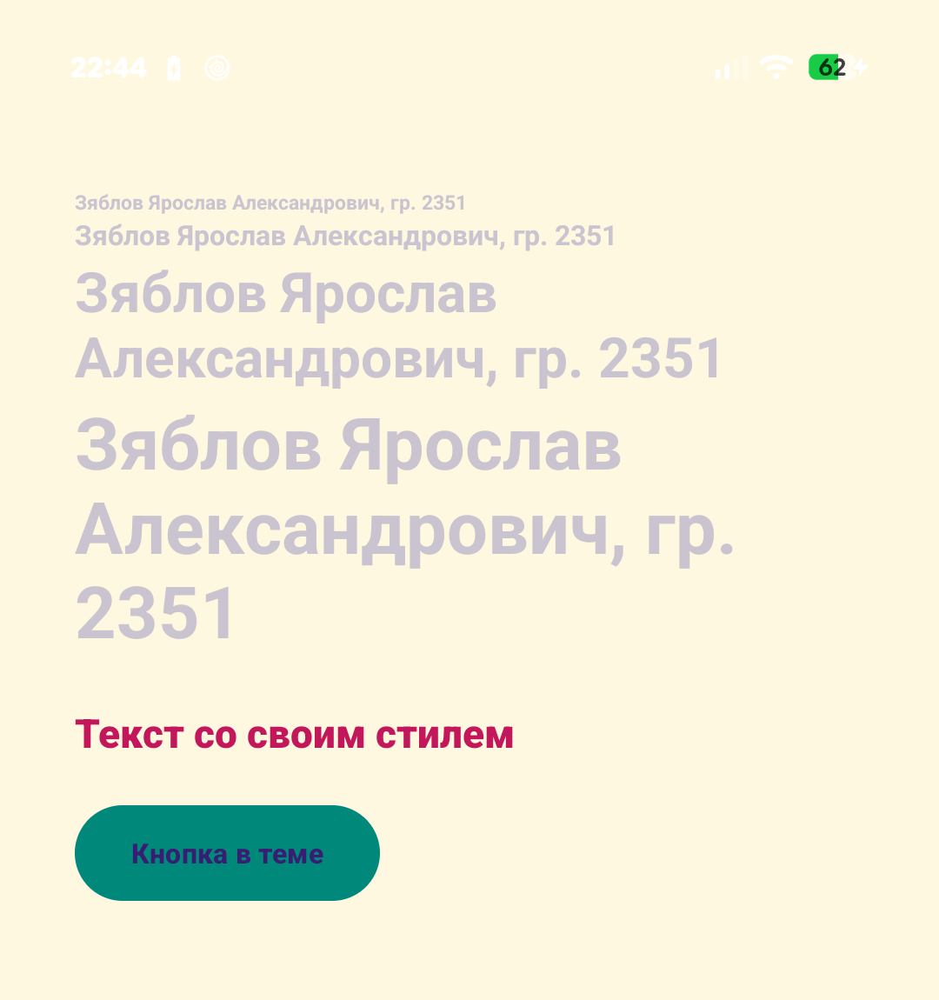 22:44 62
Зяблов Ярослав Александрович, гр. 2351
Зяблов Ярослав Александрович, гр. 2351
Зяблов Ярослав
Александрович, гр. 2351
Зяблов Ярослав
Александрович, гр.
2351
Текст со своим стилем
Кнопка в теме